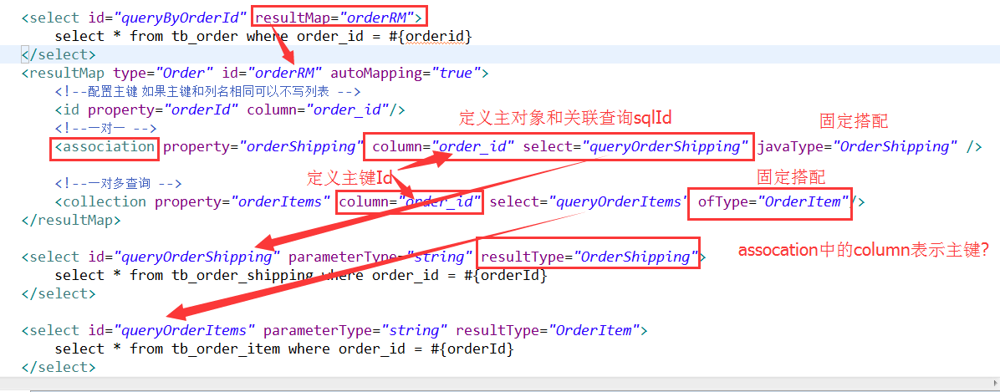 <select id="queryByOrderId" resultMap="orderRM">
select * from tb_order where order_id = #{orderid}
</select>
<resultMap type="Order" id="orderRM" autoMapping="true">
<!--配置主键 如果主键和列名相同可以不写列表 -->
<id property="orderId" column="order_id"/>
定义主对象和关联查询sqlId
固定搭配
<!--一对一 -->
<association property="orderShipping" column="order_id" select="queryOrderShipping" javaType="OrderShipping" />
定义主键Id
固定搭配
<!--一对多查询 -->
<collection property="orderItems" column="order_id" select="queryOrderItems" ofType="OrderItem"/>
</resultMap>
assocation中的column表示主键?
<select id="queryOrderShipping" parameterType="string" resultType="OrderShipping">
select * from tb_order_shipping where order_id = #{orderId}
</select>
<select id="queryOrderItems" parameterType="string" resultType="OrderItem">
select * from tb_order_item where order_id = #{orderId}
</select>